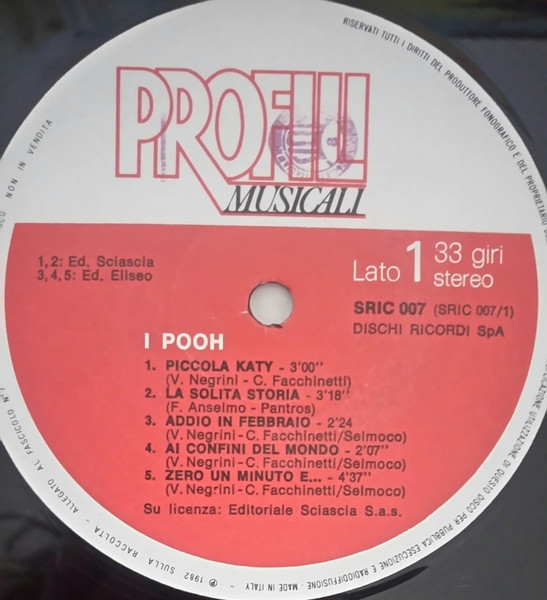 PROFILI
MUSICALI
1,2: Ed. Sciascia
3,4,5: Ed. Eliseo
Lato 1 33 giri
stereo
SRIC 007 (SRIC 007/1)
DISCHI RICORDI SpA
I POOH
1. PICCOLA KATY - 3'00"
(V. Negrini - C. Facchinetti)
2. LA SOLITA STORIA - 3'18"
(F. Anselmo - Pantros)
3. ADDIO IN FEBBRAIO - 2'24
(V. Negrini - C. Facchinetti/Selmoco)
4. AI CONFINI DEL MONDO - 2'07"
(V. Negrini - C. Facchinetti/Selmoco)
5. ZERO UN MINUTO E... - 4'37"
(V. Negrini - C. Facchinetti/Selmoco)
Su licenza: Editoriale Sciascia S.a.s.
RISERVATI TUTTI I DIRITTI DEL PRODUTTORE FONOGRAFICO E DEL PROPRIETARIO
UTILIZZAZIONE DI QUESTO DISCO PER PUBBLICA ESECUZIONE E RADIODIFFUSIONE - MADE IN ITALY - ℗ 1982 SULLA RACCOLTA - ALLEGATO AL FASCICOLO N° 7
NON IN VENDITA